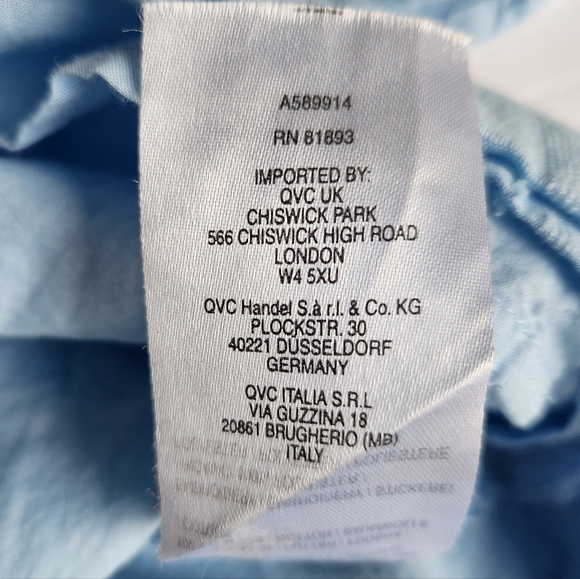 A589914
RN 81893
IMPORTED BY:
QVC UK
CHISWICK PARK
566 CHISWICK HIGH ROAD
LONDON
W4 5XU
QVC Handel S.à r.l. & Co. KG
PLOCKSTR. 30
40221 DUSSELDORF
GERMANY
QVC ITALIA S.R.L
VIA GUZZINA 18
20861 BRUGHERIO (MB)
ITALY